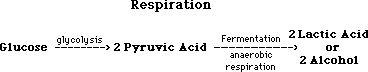 Respiration
glycolysis
Fermentation
Glucose 2 Pyruvic Acid 2 Lactic Acid
anaerobic respiration
or
2 Alcohol